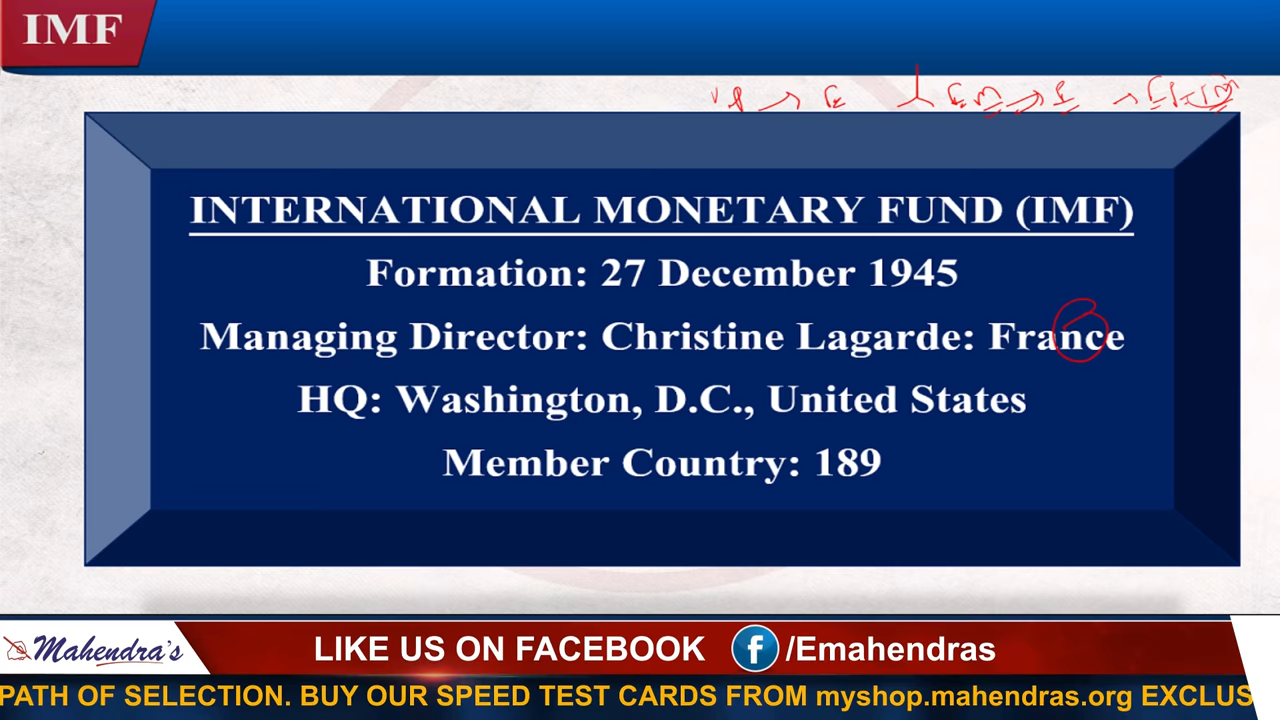 IMF
INTERNATIONAL MONETARY FUND (IMF)
Formation: 27 December 1945
Managing Director: Christine Lagarde: France
HQ: Washington, D.C., United States
Member Country: 189
Mahendra's
LIKE US ON FACEBOOK f /Emahendras
PATH OF SELECTION. BUY OUR SPEED TEST CARDS FROM myshop.mahendras.org EXCLUS